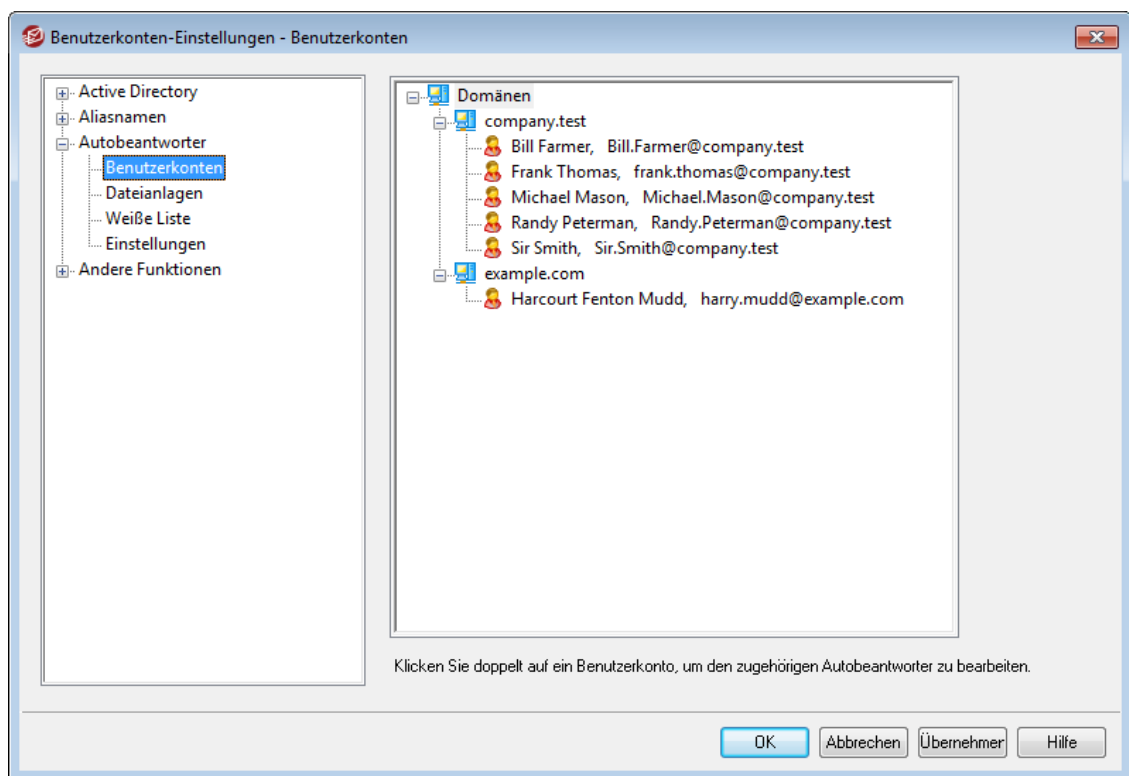 Benutzerkonten-Einstellungen - Benutzerkonten
Active Directory
Aliasnamen
Autobeantworter
Benutzerkonten
Dateianlagen
Weiße Liste
Einstellungen
Andere Funktionen
Domänen
company.test
Bill Farmer, Bill.Farmer@company.test
Frank Thomas, frank.thomas@company.test
Michael Mason, Michael.Mason@company.test
Randy Peterman, Randy.Peterman@company.test
Sir Smith, Sir.Smith@company.test
example.com
Harcourt Fenton Mudd, harry.mudd@example.com
Klicken Sie doppelt auf ein Benutzerkonto, um den zugehörigen Autobeantworter zu bearbeiten.
OK Abbrechen Übernehmer Hilfe